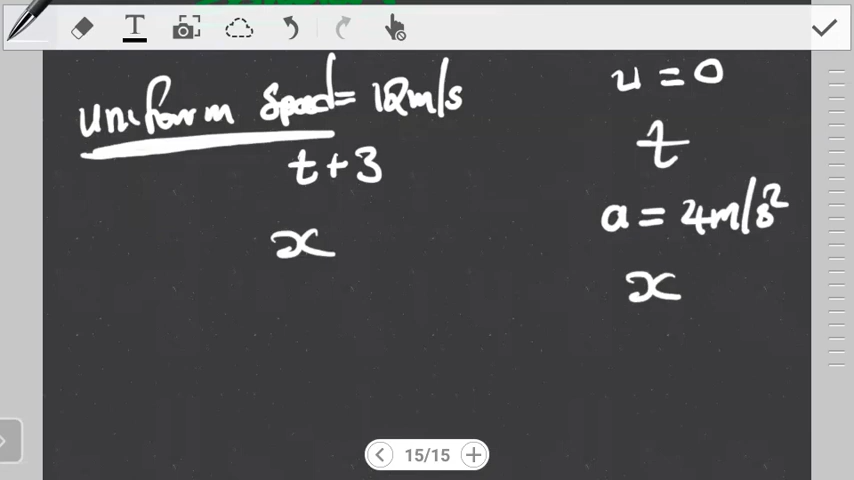 uniform speed = 12m/s
t + 3
x
u = 0
t
a = 4m/s²
x
T
15/15